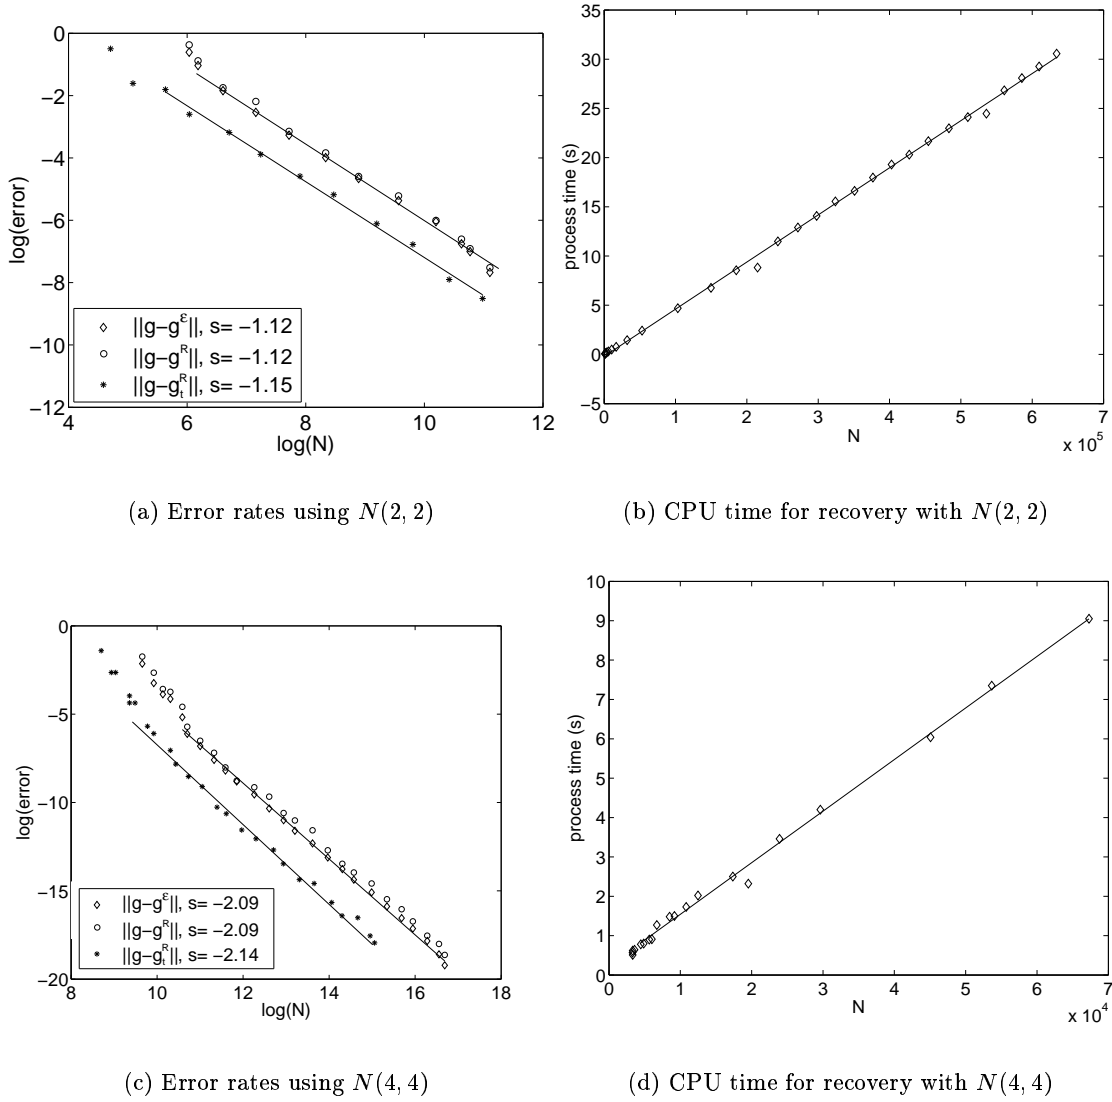 0
−2
−4
−6
−8
−10
−12
4 6 8 10 12
log(N)
log(error)
||g−g^ε||, s= −1.12
||g−g^R||, s= −1.12
||g−g_t^R||, s= −1.15
(a) Error rates using N(2, 2)
35
30
25
20
15
10
5
0
−5
0 1 2 3 4 5 6 7
N
x 10^5
process time (s)
(b) CPU time for recovery with N(2, 2)
0
−5
−10
−15
−20
8 10 12 14 16 18
log(N)
log(error)
||g−g^ε||, s= −2.09
||g−g^R||, s= −2.09
||g−g_t^R||, s= −2.14
(c) Error rates using N(4, 4)
10
9
8
7
6
5
4
3
2
1
0
0 1 2 3 4 5 6 7
N
x 10^4
process time (s)
(d) CPU time for recovery with N(4, 4)